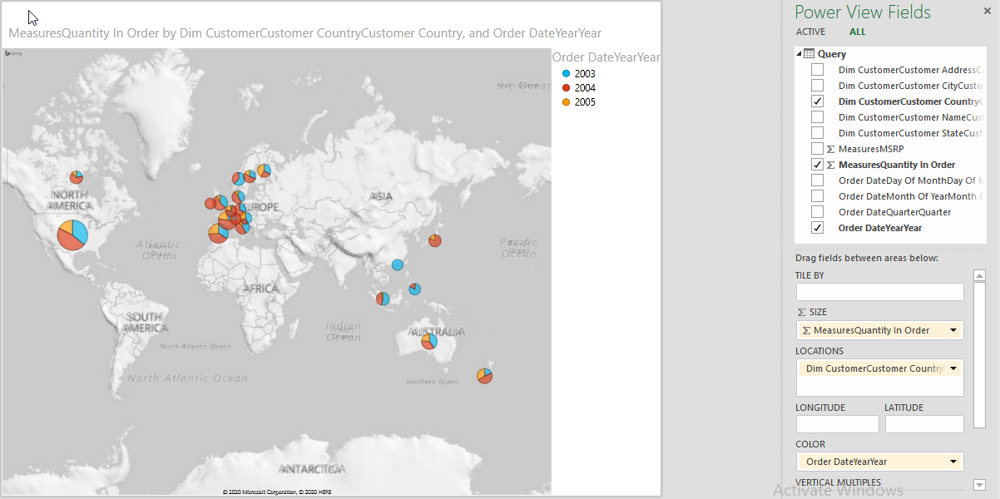 MeasuresQuantity In Order by Dim CustomerCustomer CountryCustomer Country, and Order DateYearYear
bing
Arctic Ocean
NORTH AMERICA
EUROPE
ASIA
Atlantic Ocean
Pacific Ocean
AFRICA
SOUTH AMERICA
Indian Ocean
AUSTRALIA
North Atlantic Ocean
North Atlantic Ocean
Southern Ocean
ANTARCTICA
© 2020 Microsoft Corporation, © 2020 HERE
Order DateYearYear
2003
2004
2005
Power View Fields
ACTIVE ALL
Query
Dim CustomerCustomer AddressC
Dim CustomerCustomer CityCusto
Dim CustomerCustomer CountryC
Dim CustomerCustomer NameCust
Dim CustomerCustomer StateCust
Σ MeasuresMSRP
Σ MeasuresQuantity In Order
Order DateDay Of MonthDay Of M
Order DateMonth Of YearMonth O
Order DateQuarterQuarter
Order DateYearYear
Drag fields between areas below:
TILE BY
Σ SIZE
Σ MeasuresQuantity In Order
LOCATIONS
Dim CustomerCustomer Country
LONGITUDE LATITUDE
COLOR
Order DateYearYear
VERTICAL MULTIPLES
Activate Windows